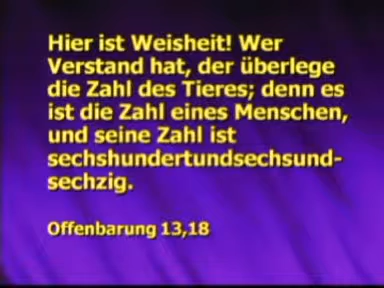 Hier ist Weisheit! Wer
Verstand hat, der überlege
die Zahl des Tieres; denn es
ist die Zahl eines Menschen,
und seine Zahl ist
sechshundertundsechsund-
sechzig.
Offenbarung 13,18